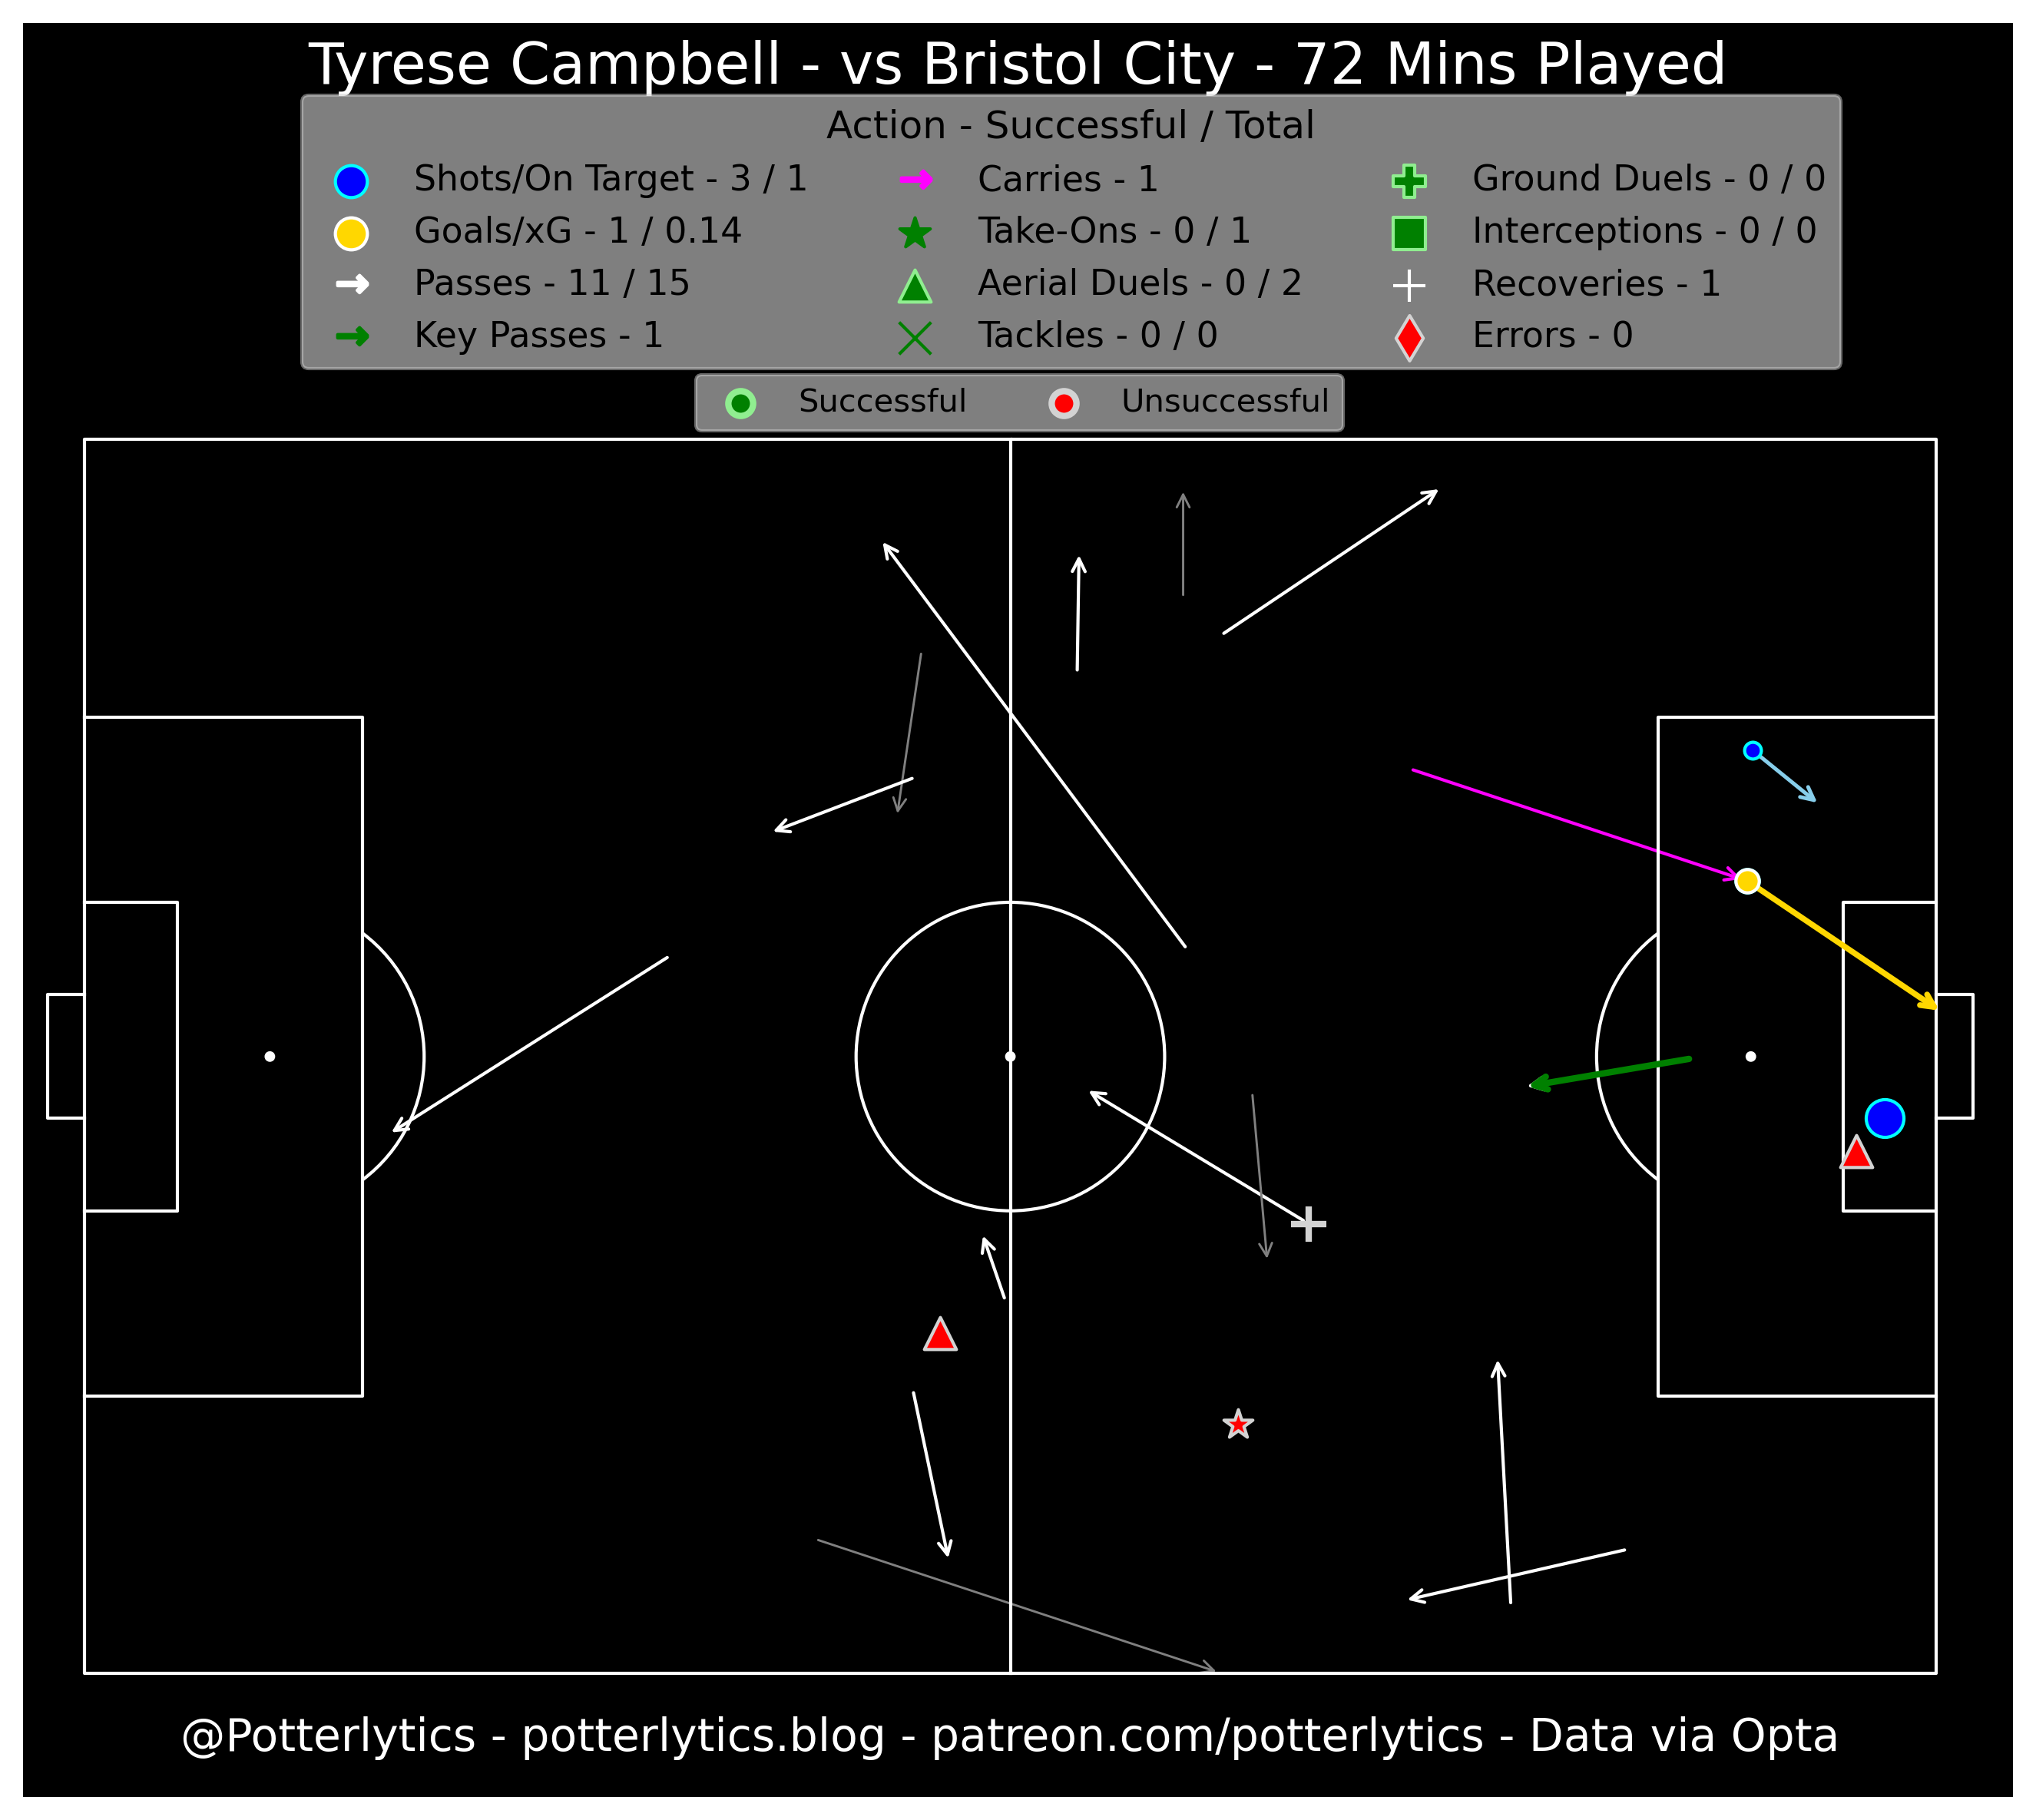 Tyrese Campbell - vs Bristol City - 72 Mins Played
Action - Successful / Total
Shots/On Target - 3 / 1
Goals/xG - 1 / 0.14
Passes - 11 / 15
Key Passes - 1
Carries - 1
Take-Ons - 0 / 1
Aerial Duels - 0 / 2
Tackles - 0 / 0
Ground Duels - 0 / 0
Interceptions - 0 / 0
Recoveries - 1
Errors - 0
Successful
Unsuccessful
@Potterlytics - potterlytics.blog - patreon.com/potterlytics - Data via Opta